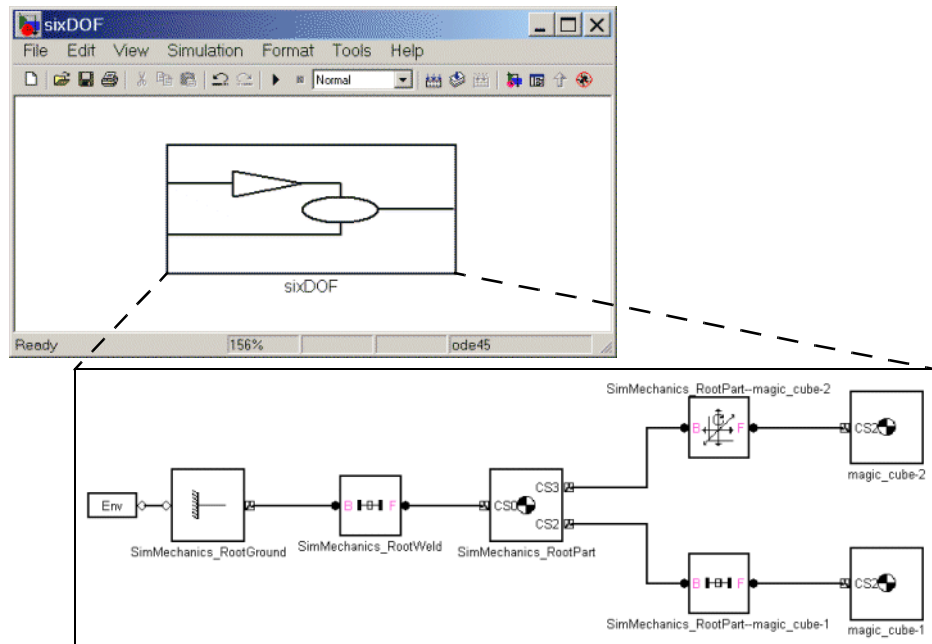 sixDOF
File Edit View Simulation Format Tools Help
Normal
sixDOF
Ready 156% ode45
SimMechanics_RootPart--magic_cube-2
B F
CS2
magic_cube-2
Env
B F
CS0
CS3
CS2
SimMechanics_RootGround
SimMechanics_RootWeld
SimMechanics_RootPart
B F
CS2
SimMechanics_RootPart--magic_cube-1
magic_cube-1